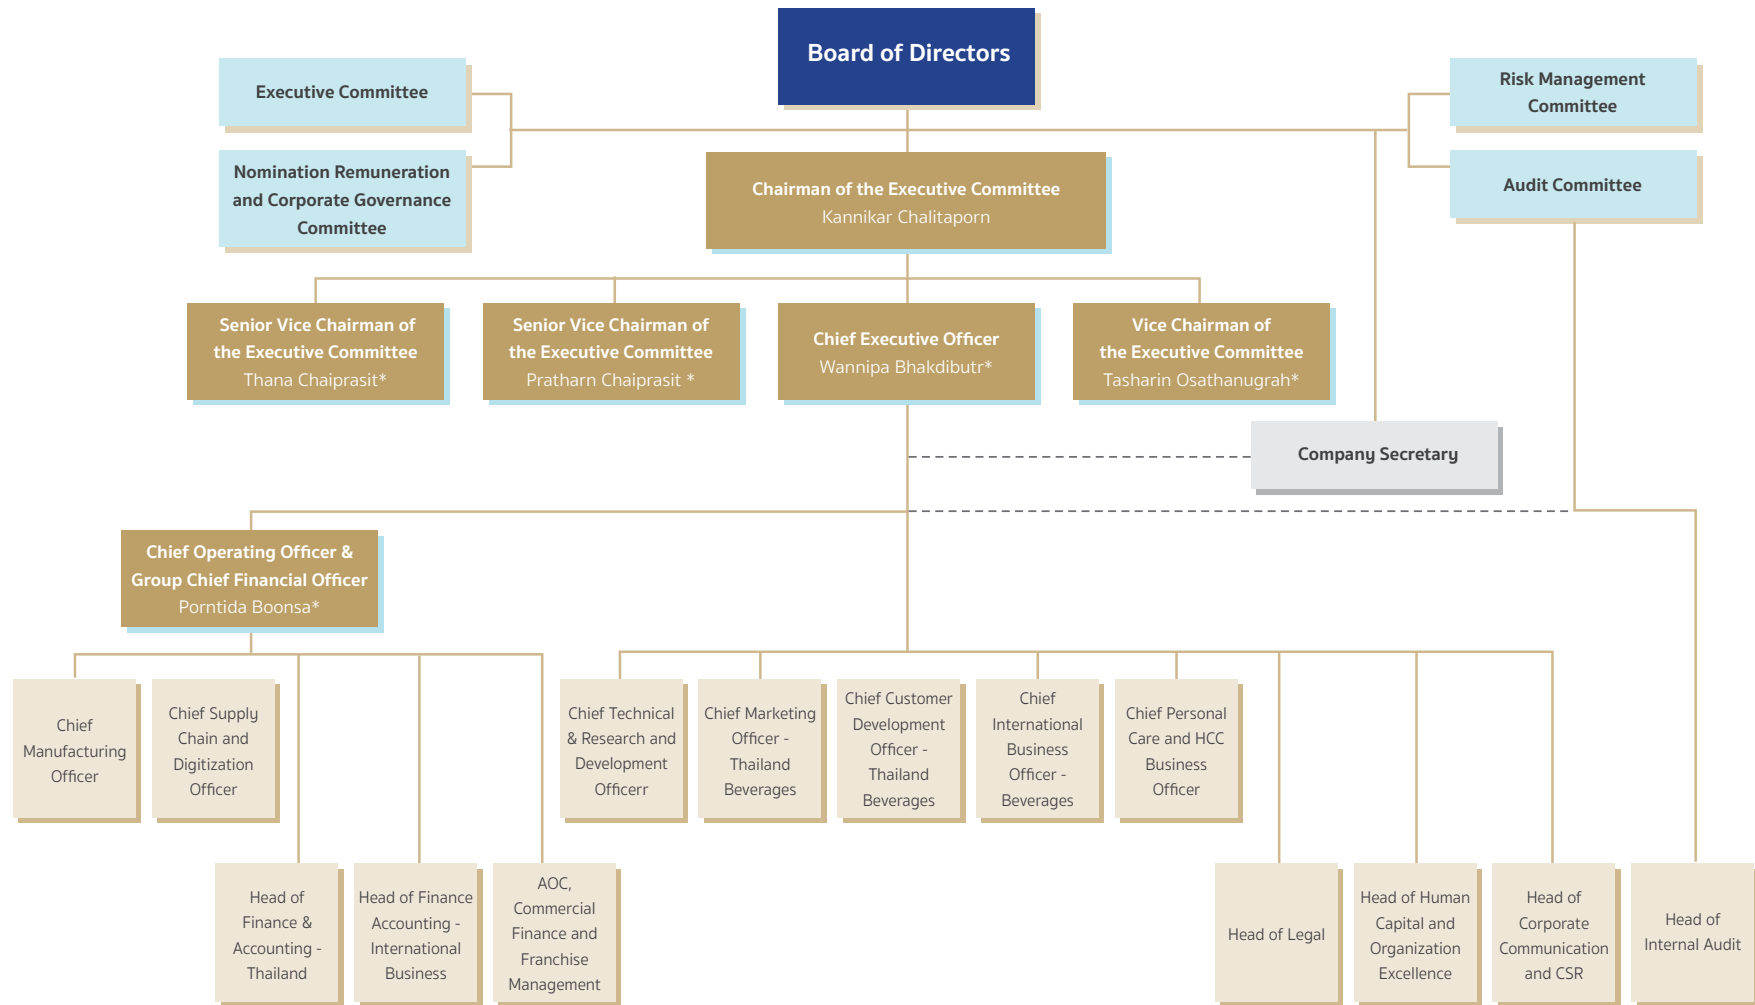 Board of Directors
Executive Committee
Risk Management
Committee
Nomination Remuneration
and Corporate Governance
Committee
Chairman of the Executive Committee
Kannikar Chalitaporn
Audit Committee
Senior Vice Chairman of
the Executive Committee
Thana Chaiprasit*
Senior Vice Chairman of
the Executive Committee
Pratharn Chaiprasit *
Chief Executive Officer
Wannipa Bhakdibutr*
Vice Chairman of
the Executive Committee
Tasharin Osathanugrah*
Company Secretary
Chief Operating Officer &
Group Chief Financial Officer
Porntida Boonsa*
Chief
Manufacturing
Officer
Chief Supply
Chain and
Digitization
Officer
Chief Technical
& Research and
Development
Officerr
Chief Marketing
Officer -
Thailand
Beverages
Chief Customer
Development
Officer -
Thailand
Beverages
Chief
International
Business
Officer -
Beverages
Chief Personal
Care and HCC
Business
Officer
Head of
Finance &
Accounting -
Thailand
Head of Finance
Accounting -
International
Business
AOC,
Commercial
Finance and
Franchise
Management
Head of Legal
Head of Human
Capital and
Organization
Excellence
Head of
Corporate
Communication
and CSR
Head of
Internal Audit